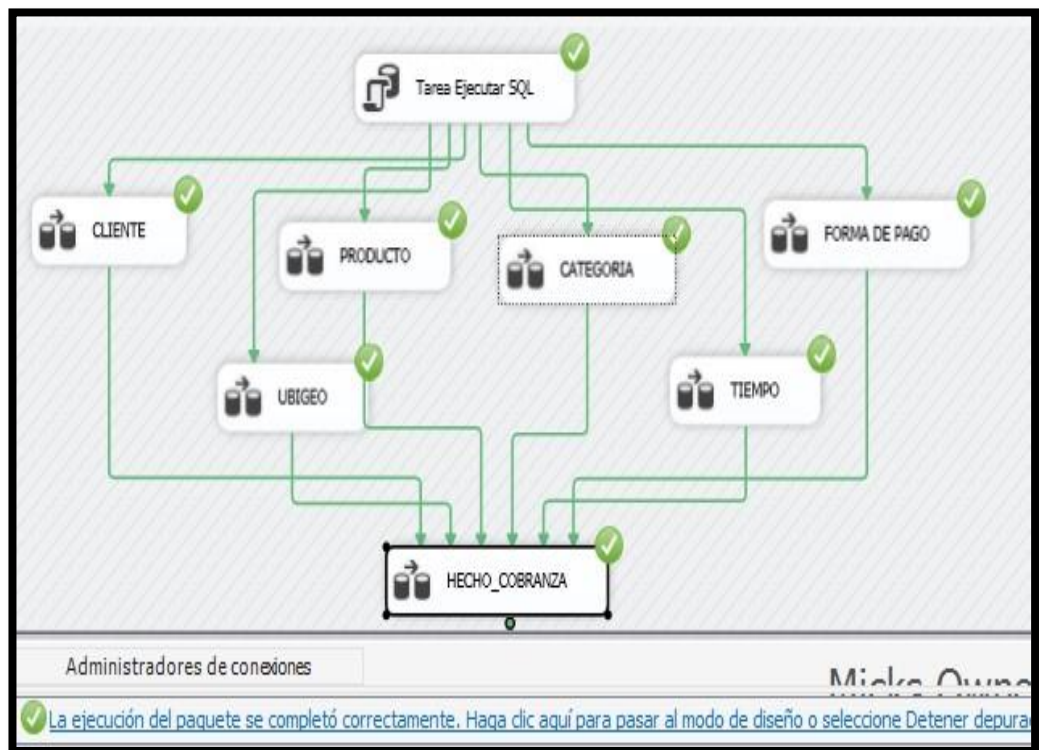 Tarea Ejecutar SQL
CLIENTE
PRODUCTO
CATEGORIA
FORMA DE PAGO
UBIGEO
TIEMPO
HECHO_COBRANZA
Administradores de conexiones
La ejecución del paquete se completó correctamente. Haga clic aquí para pasar al modo de diseño o seleccione Detener